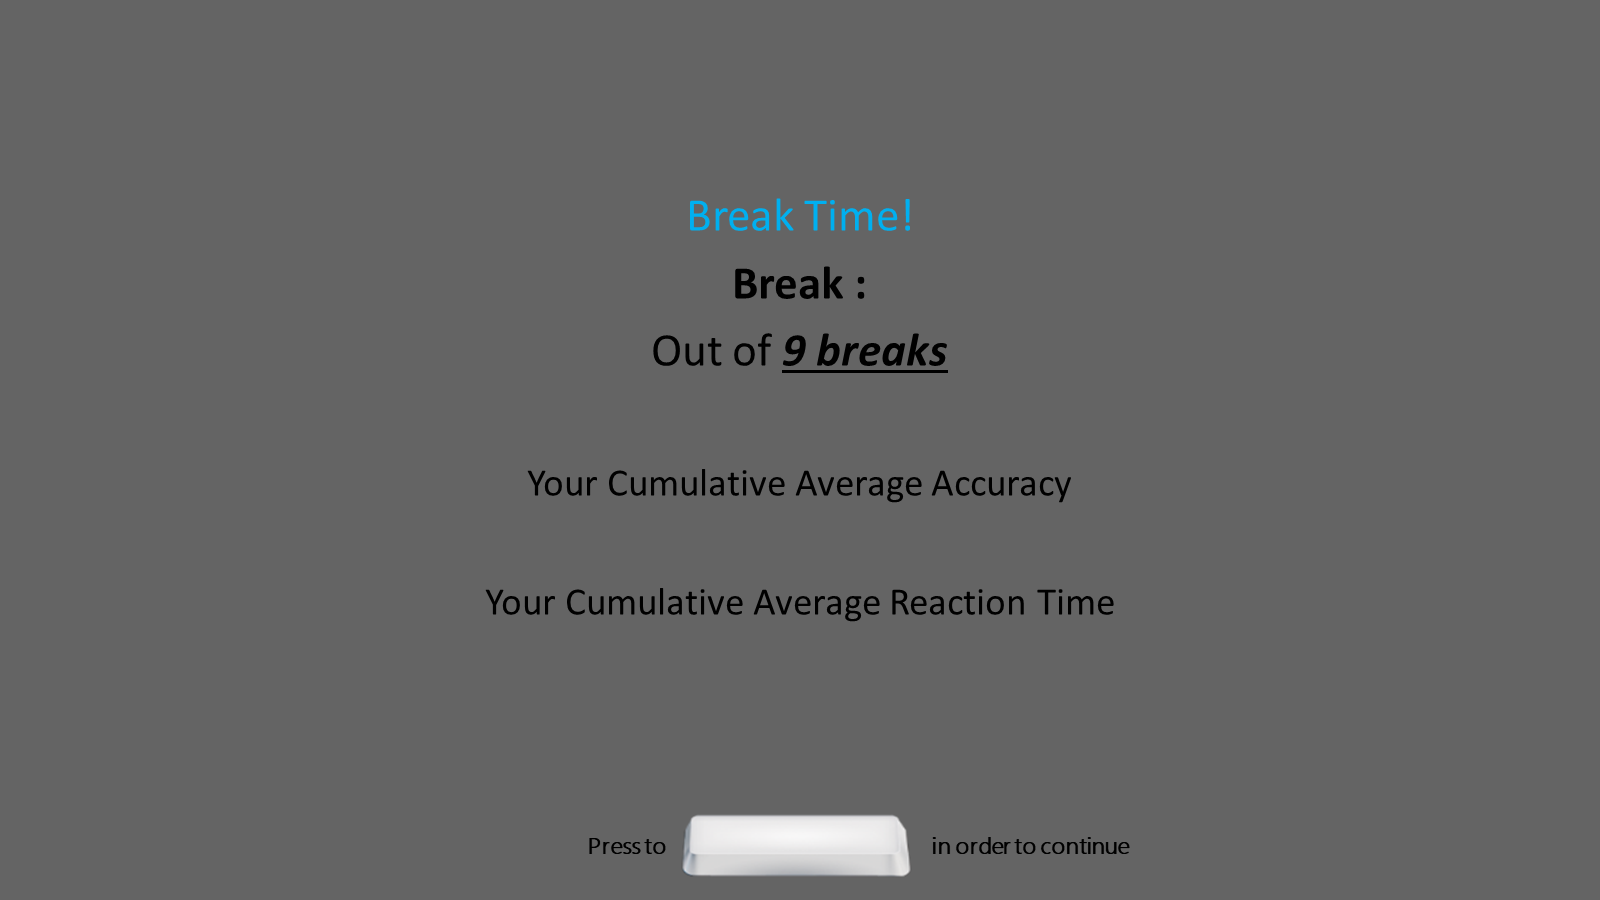 Break Time!
Break :
Out of 9 breaks
Your Cumulative Average Accuracy
Your Cumulative Average Reaction Time
Press to in order to continue